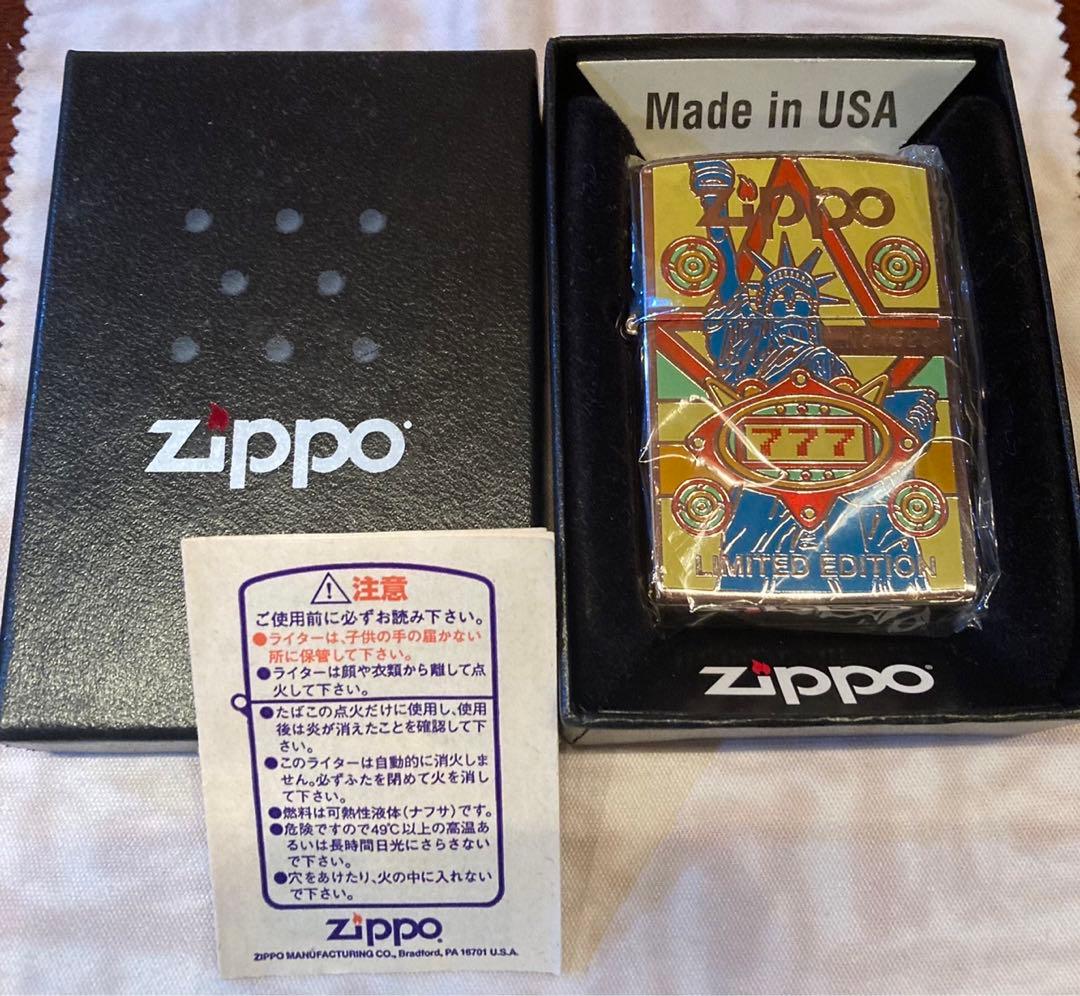 zippo
Made in USA
zippo
777
LIMITED EDITION
zippo
注意
ご使用前に必ずお読み下さい。
●ライターは、子供の手の届かない
所に保管して下さい。
●ライターは顔や衣類から離して点
火して下さい。
●たばこの点火だけに使用し、使用
後は炎が消えたことを確認して下
さい。
●このライターは自動的に消火しま
せん。必ずふたを閉めて火を消し
て下さい。
●燃料は可熱性液体(ナフサ)です。
●危険ですので49℃以上の高温あ
るいは長時間日光にさらさない
で下さい。
●穴をあけたり、火の中に入れない
で下さい。
zippo
ZIPPO MANUFACTURING CO., Bradford, PA 16701 U.S.A.